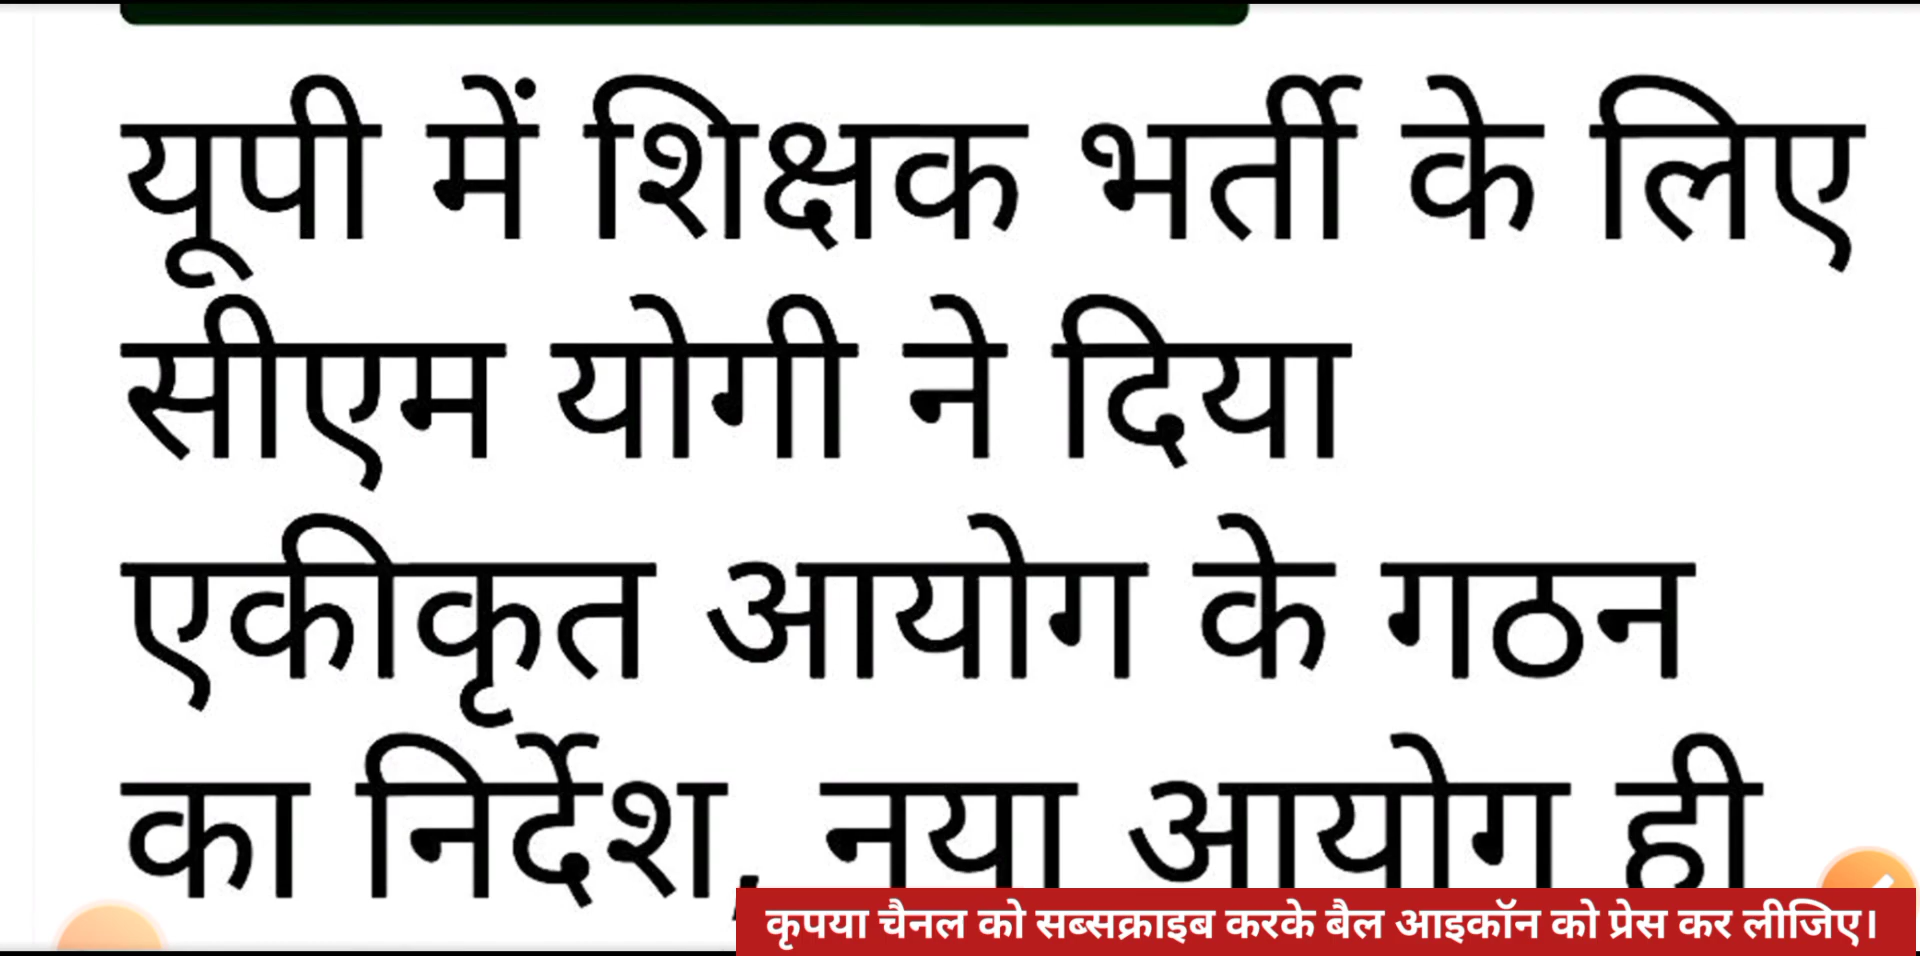 यूपी में शिक्षक भर्ती के लिए
सीएम योगी ने दिया
एकीकृत आयोग के गठन
का निर्देश, नया आयोग ही
कृपया चैनल को सब्सक्राइब करके बैल आइकॉन को प्रेस कर लीजिए।